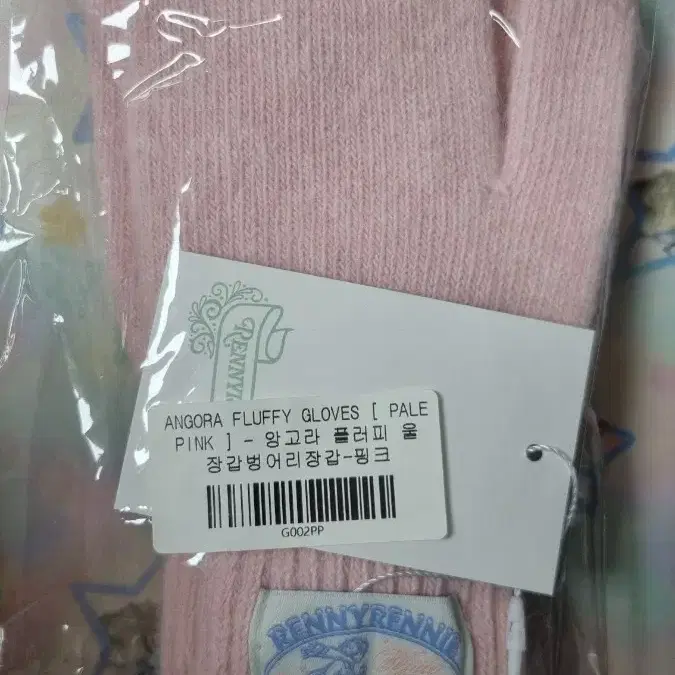 RENNY
ANGORA FLUFFY GLOVES [ PALE
PINK ] - 앙고라 플러피 울
장갑벙어리장갑-핑크
G002PP
RENNYRENNIE